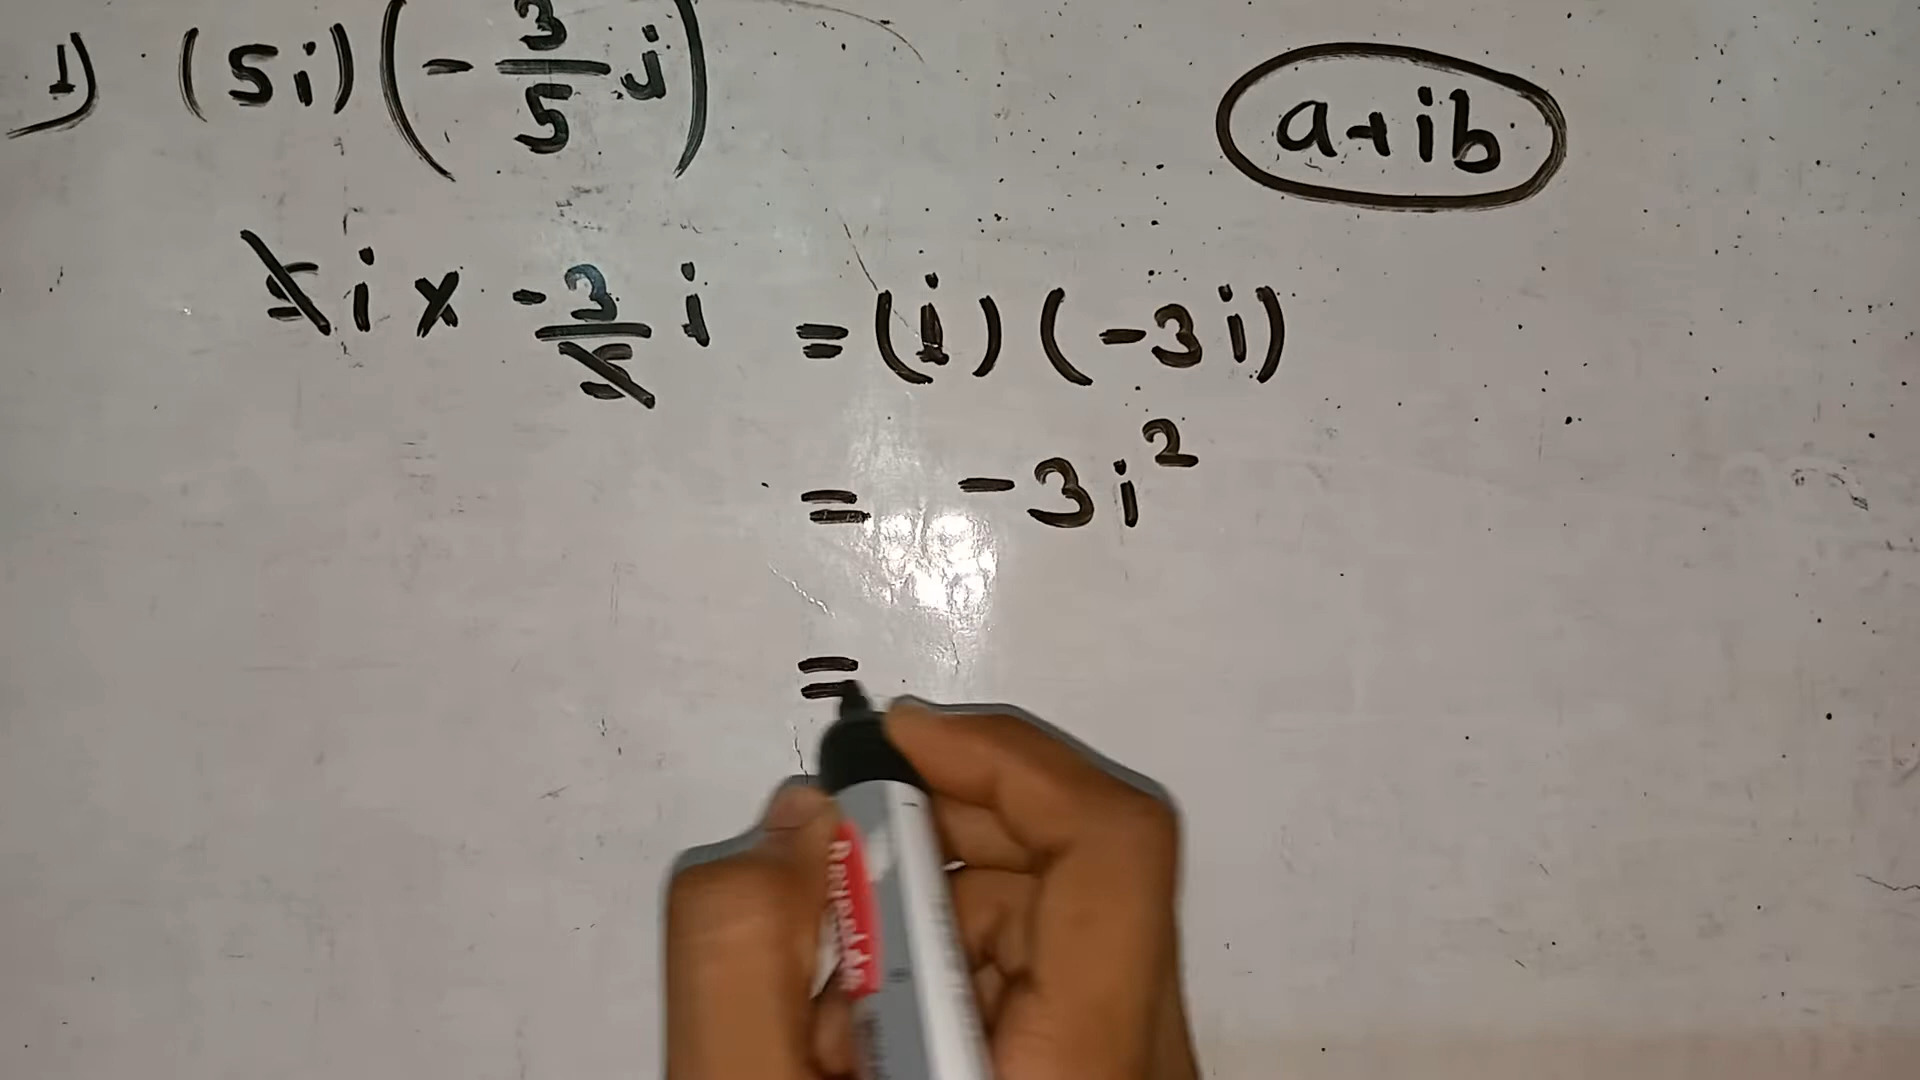 1) (5i) (-3/5 i)
a+ib
5i × -3/5 i = (i) (-3i)
= -3i²
=